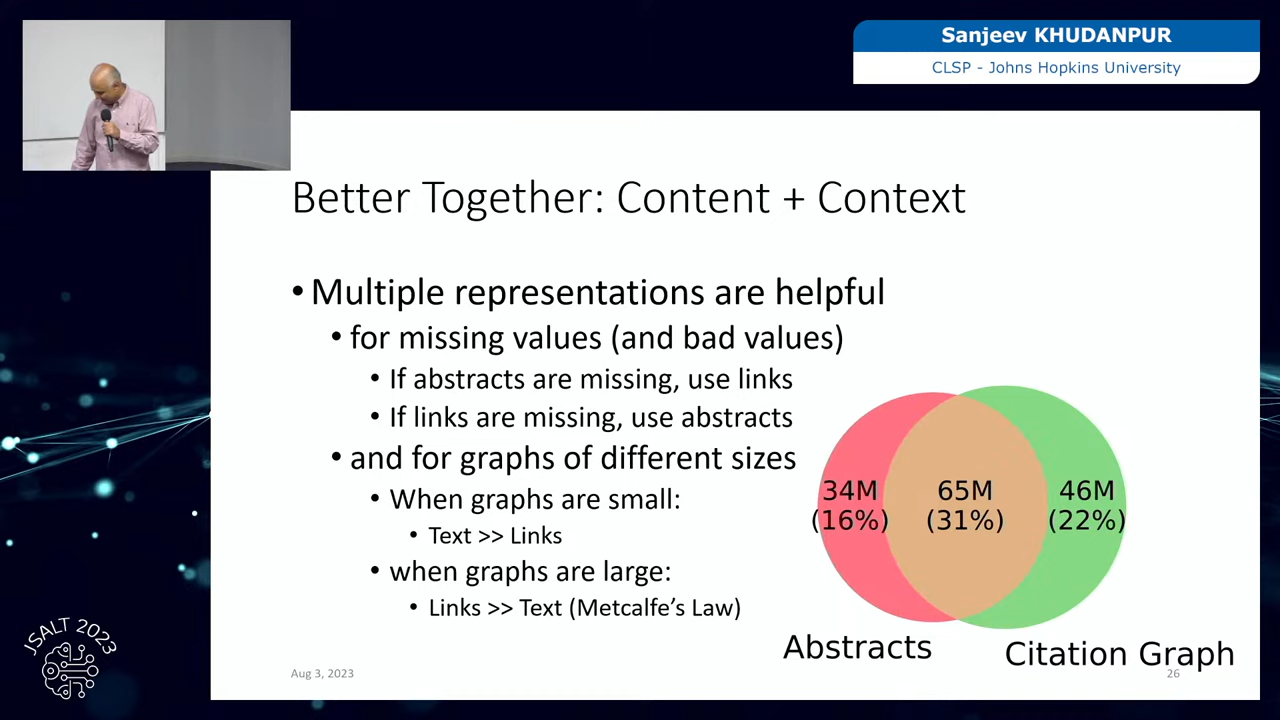 Sanjeev KHUDANPUR
CLSP - Johns Hopkins University
Better Together: Content + Context
• Multiple representations are helpful
• for missing values (and bad values)
• If abstracts are missing, use links
• If links are missing, use abstracts
• and for graphs of different sizes
• When graphs are small:
• Text >> Links
• when graphs are large:
• Links >> Text (Metcalfe's Law)
34M
(16%)
65M
(31%)
46M
(22%)
Abstracts
Citation Graph
Aug 3, 2023
26
JSALT 2023